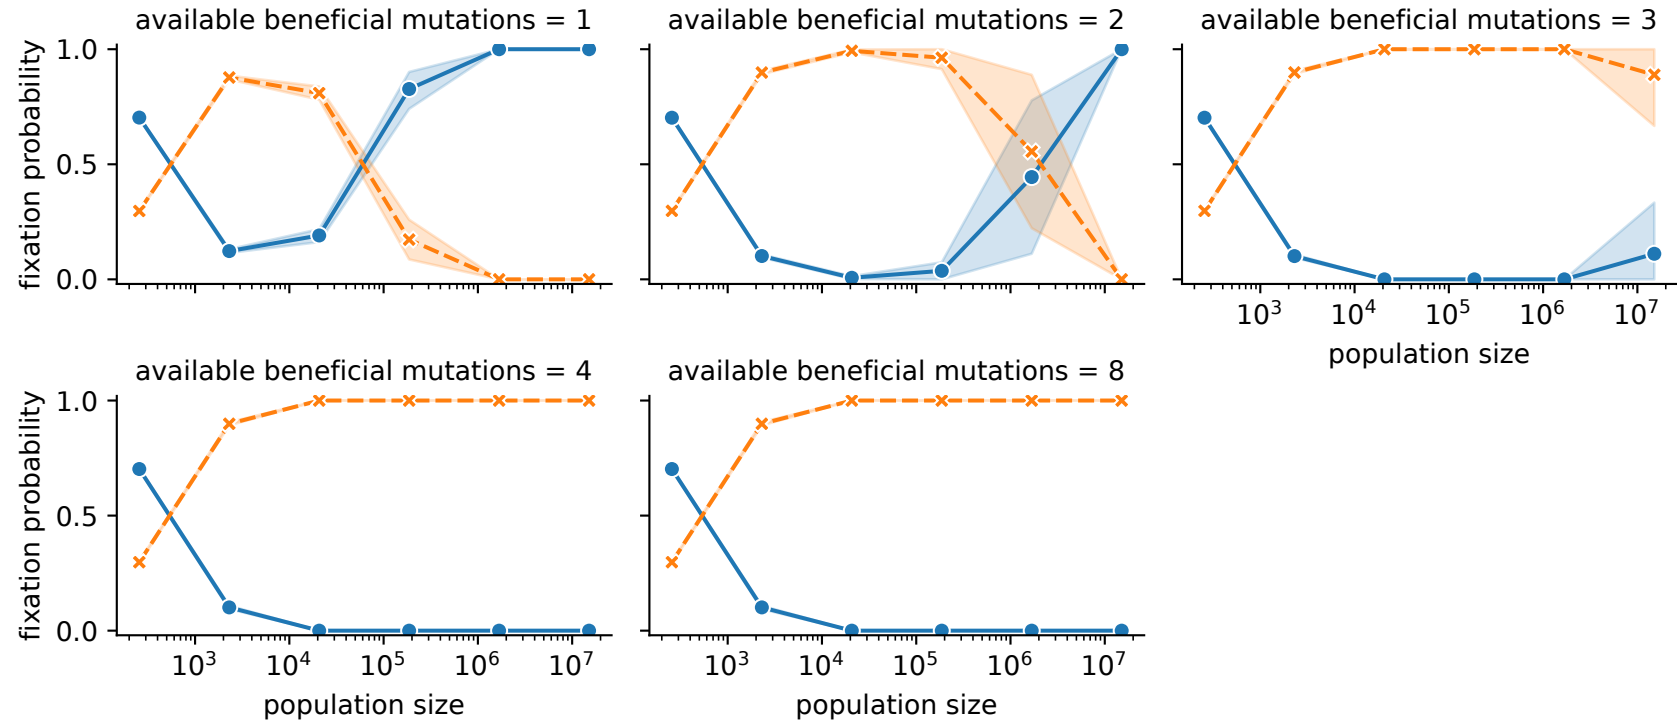 available beneficial mutations = 1
available beneficial mutations = 2
available beneficial mutations = 3
fixation probability
1.0
0.5
0.0
10³ 10⁴ 10⁵ 10⁶ 10⁷
population size
available beneficial mutations = 4
available beneficial mutations = 8
fixation probability
1.0
0.5
0.0
10³ 10⁴ 10⁵ 10⁶ 10⁷
population size
10³ 10⁴ 10⁵ 10⁶ 10⁷
population size